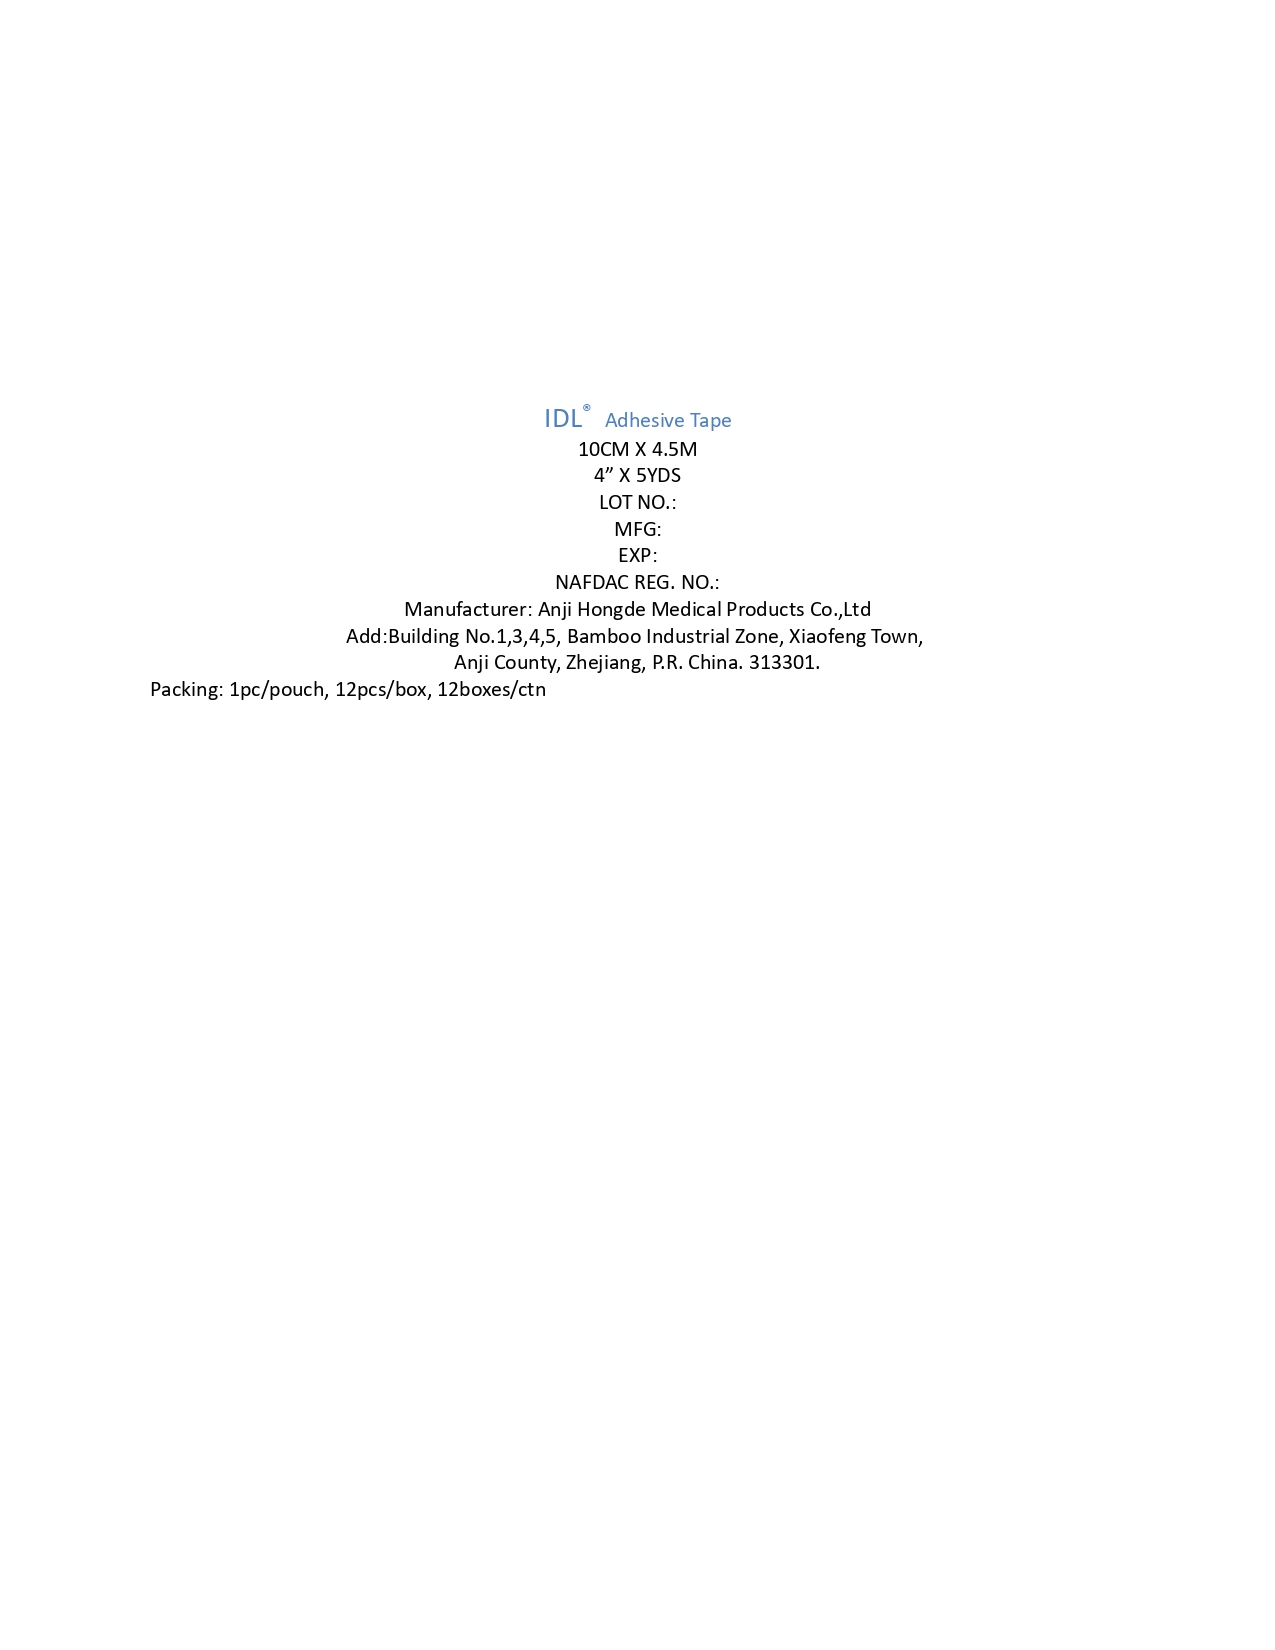 IDL® Adhesive Tape
10CM X 4.5M
4” X 5YDS
LOT NO.:
MFG:
EXP:
NAFDAC REG. NO.:
Manufacturer: Anji Hongde Medical Products Co.,Ltd
Add:Building No.1,3,4,5, Bamboo Industrial Zone, Xiaofeng Town,
Anji County, Zhejiang, P.R. China. 313301.
Packing: 1pc/pouch, 12pcs/box, 12boxes/ctn